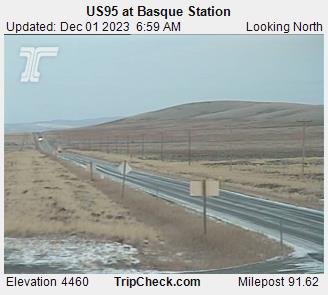 US95 at Basque Station
Updated: Dec 01 2023 6:59 AM Looking North
Elevation 4460 TripCheck.com Milepost 91.62